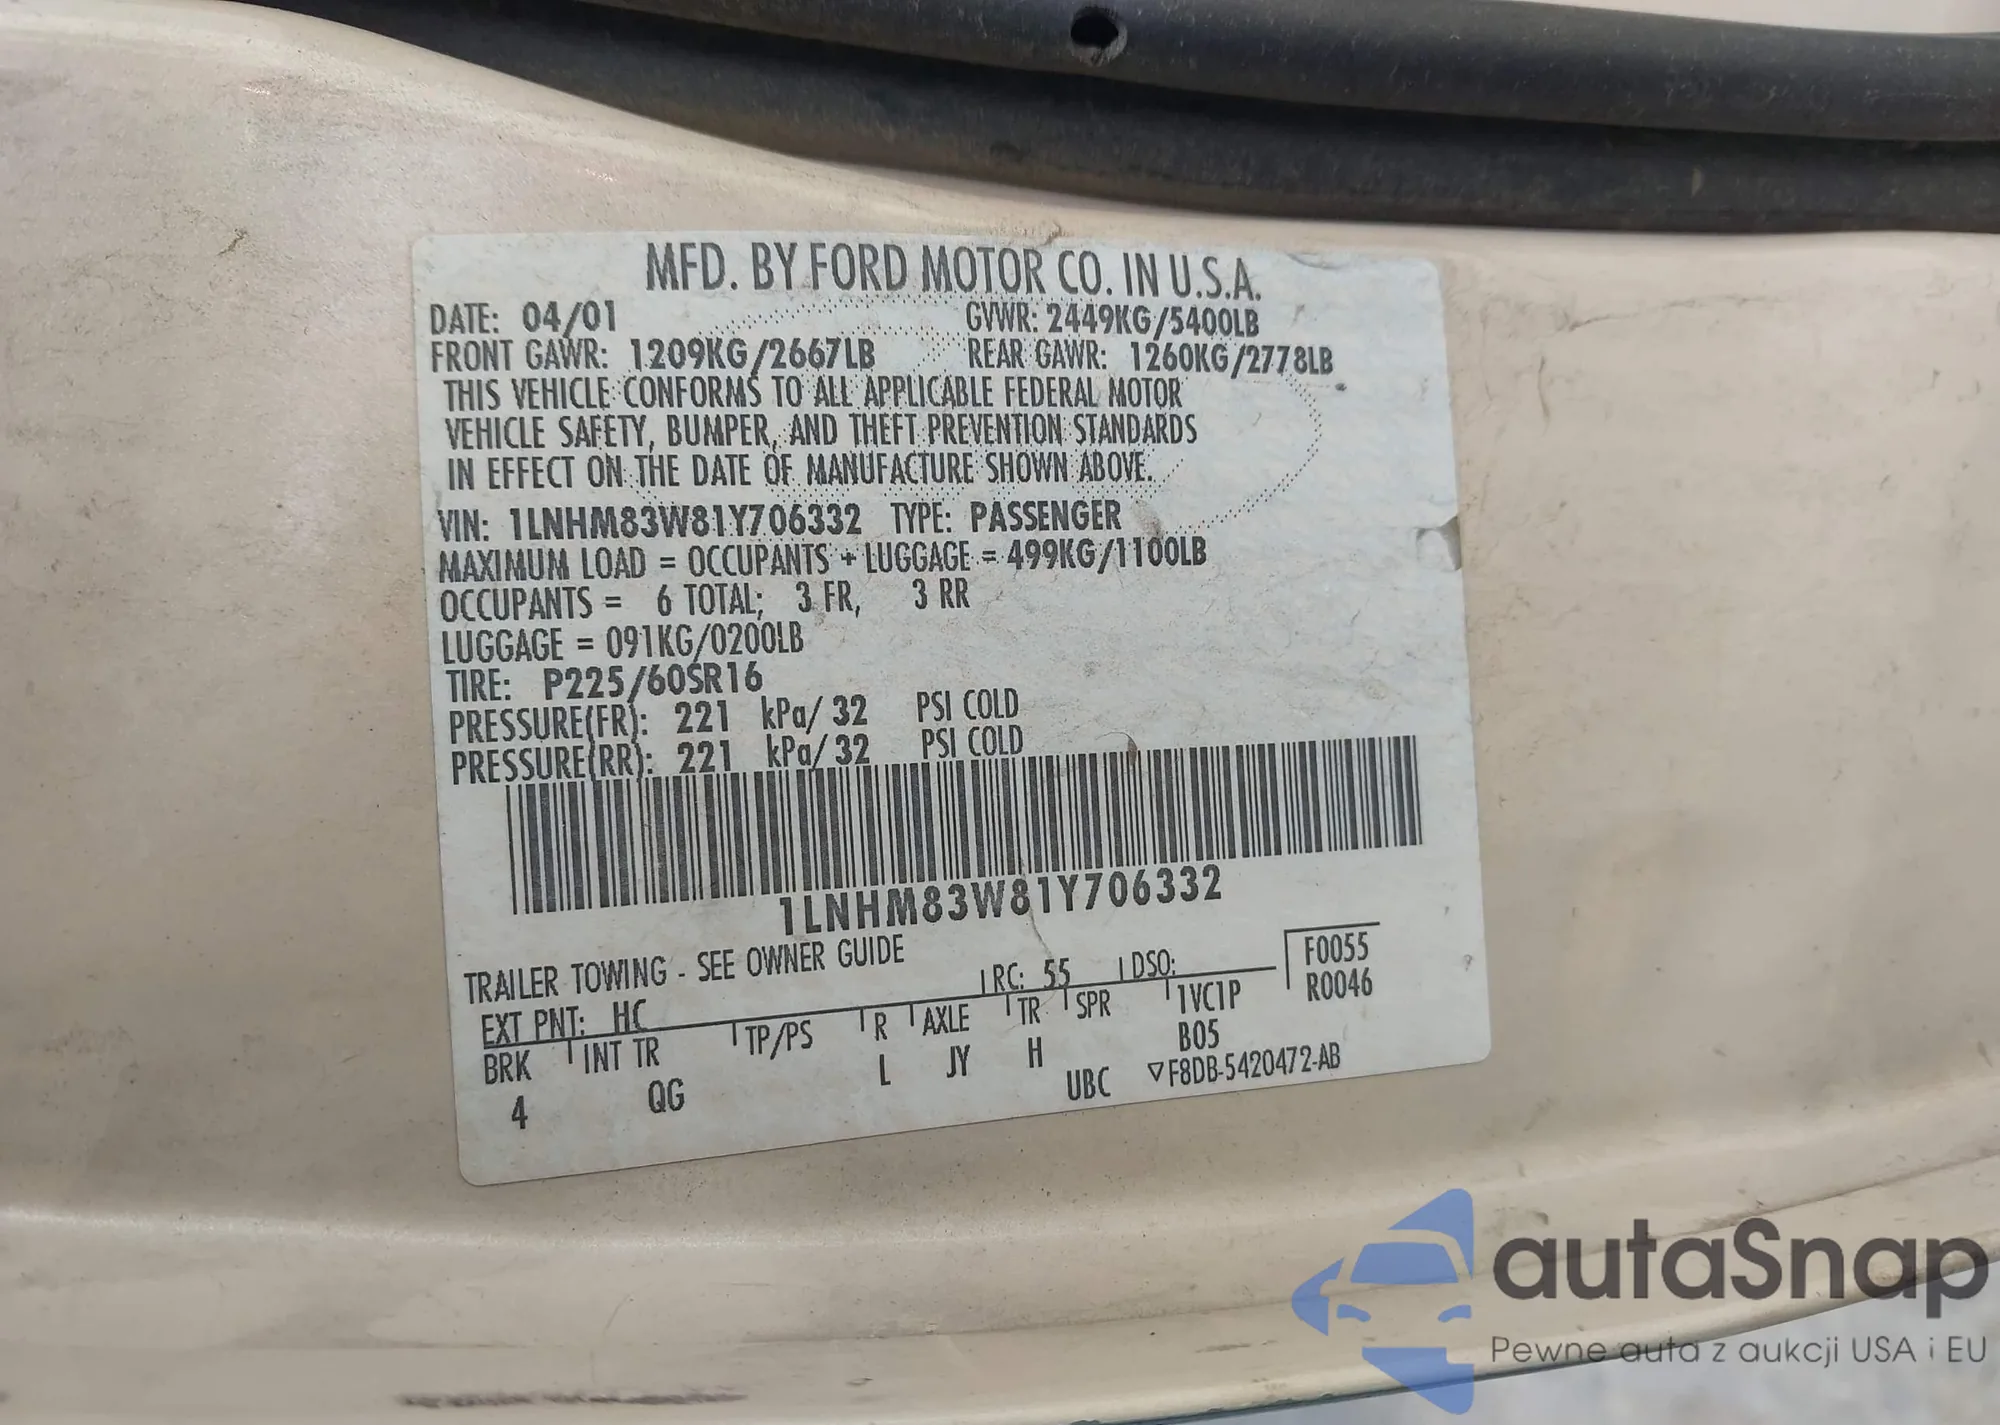 MFD. BY FORD MOTOR CO. IN U.S.A.
DATE: 04/01 GVWR: 2449KG/5400LB
FRONT GAWR: 1209KG/2667LB REAR GAWR: 1260KG/2778LB
THIS VEHICLE CONFORMS TO ALL APPLICABLE FEDERAL MOTOR
VEHICLE SAFETY, BUMPER, AND THEFT PREVENTION STANDARDS
IN EFFECT ON THE DATE OF MANUFACTURE SHOWN ABOVE.
VIN: 1LNHM83W81Y706332 TYPE: PASSENGER
MAXIMUM LOAD = OCCUPANTS + LUGGAGE = 499KG/1100LB
OCCUPANTS = 6 TOTAL; 3 FR, 3 RR
LUGGAGE = 091KG/0200LB
TIRE: P225/60SR16
PRESSURE(FR): 221 kPa/ 32 PSI COLD
PRESSURE(RR): 221 kPa/ 32 PSI COLD
1LNHM83W81Y706332
TRAILER TOWING - SEE OWNER GUIDE
EXT PNT: HC RC: 55 DSO: F0055
R0046
BRK INT TR TP/PS R AXLE TR SPR 1VC1P
4 QG L JY H B05
UBC ▽F8DB-5420472-AB
autaSnap
Pewne auta z aukcji USA i EU